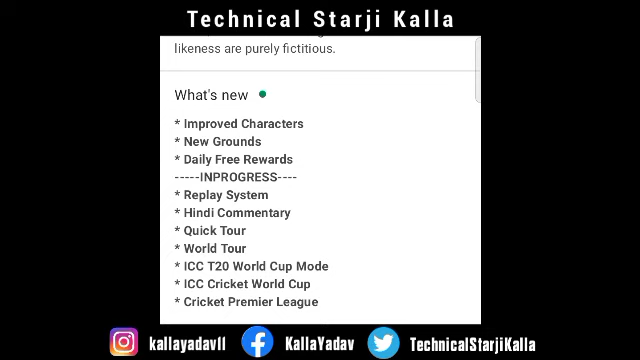 Technical Starji Kalla
likeness are purely fictitious.
What's new
* Improved Characters
* New Grounds
* Daily Free Rewards
-----INPROGRESS----
* Replay System
* Hindi Commentary
* Quick Tour
* World Tour
* ICC T20 World Cup Mode
* ICC Cricket World Cup
* Cricket Premier League
kallayadav11 KallaYadav TechnicalStarjiKalla